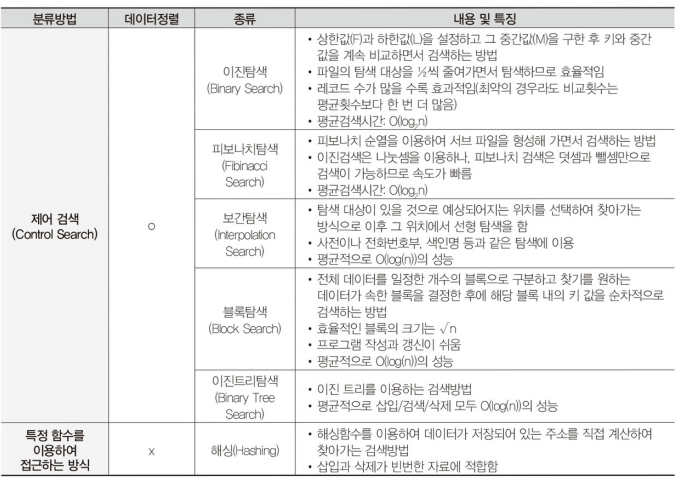 분류방법 데이터정렬 종류 내용 및 특징
제어 검색
(Control Search)
○
이진탐색
(Binary Search)
• 상한값(F)과 하한값(L)을 설정하고 그 중간값(M)을 구한 후 키와 중간
값을 계속 비교하면서 검색하는 방법
• 파일의 탐색 대상을 ½씩 줄여가면서 탐색하므로 효율적임
• 레코드 수가 많을 수록 효과적임(최악의 경우라도 비교횟수는
평균횟수보다 한 번 더 많음)
• 평균검색시간: O(log₂n)
피보나치탐색
(Fibinacci
Search)
• 피보나치 순열을 이용하여 서브 파일을 형성해 가면서 검색하는 방법
• 이진검색은 나눗셈을 이용하나, 피보나치 검색은 덧셈과 뺄셈만으로
검색이 가능하므로 속도가 빠름
• 평균검색시간: O(log₂n)
보간탐색
(Interpolation
Search)
• 탐색 대상이 있을 것으로 예상되어지는 위치를 선택하여 찾아가는
방식으로 이후 그 위치에서 선형 탐색을 함
• 사전이나 전화번호부, 색인명 등과 같은 탐색에 이용
• 평균적으로 O(log(n))의 성능
블록탐색
(Block Search)
• 전체 데이터를 일정한 개수의 블록으로 구분하고 찾기를 원하는
데이터가 속한 블록을 결정한 후에 해당 블록 내의 키 값을 순차적으로
검색하는 방법
• 효율적인 블록의 크기는 √n
• 프로그램 작성과 갱신이 쉬움
• 평균적으로 O(log(n))의 성능
이진트리탐색
(Binary Tree
Search)
• 이진 트리를 이용하는 검색방법
• 평균적으로 삽입/검색/삭제 모두 O(log(n))의 성능
특정 함수를
이용하여
접근하는 방식
x
해싱(Hashing)
• 해싱함수를 이용하여 데이터가 저장되어 있는 주소를 직접 계산하여
찾아가는 검색방법
• 삽입과 삭제가 빈번한 자료에 적합함